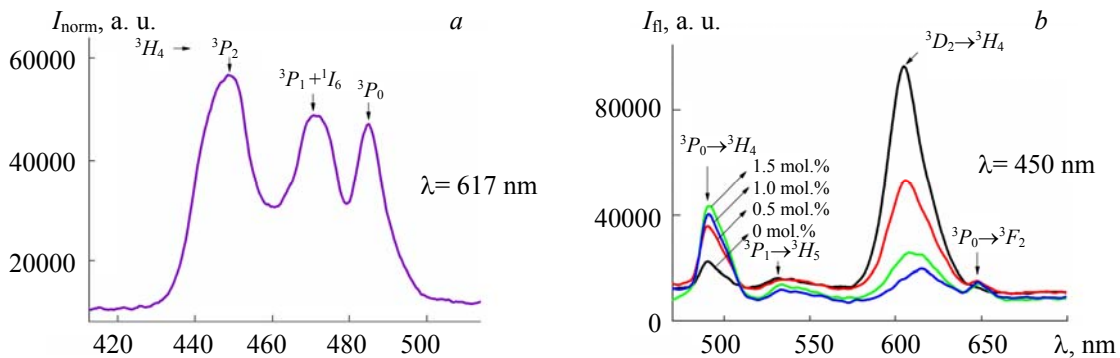 I norm, a. u.
a
³H₄ → ³P₂
³P₁ + ¹I₆
³P₀
60000
40000
20000
λ= 617 nm
420 440 460 480 500
I fl, a. u.
b
³D₂→³H₄
80000
³P₀→³H₄
1.5 mol.%
1.0 mol.%
0.5 mol.%
0 mol.%
λ= 450 nm
40000
³P₁→³H₅
³P₀→³F₂
0
500 550 600 650 λ, nm